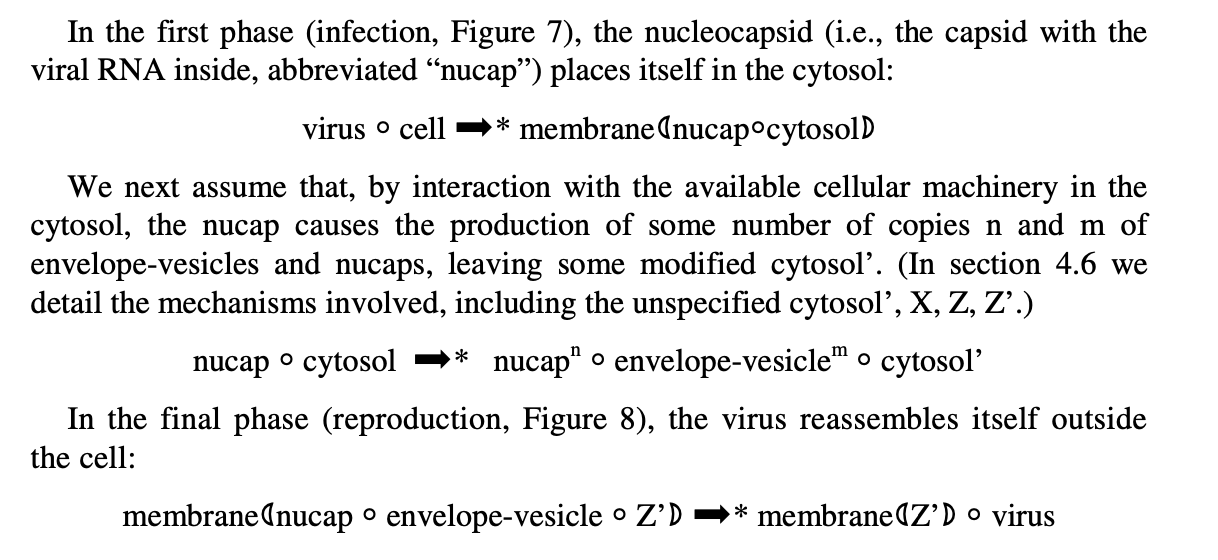 In the first phase (infection, Figure 7), the nucleocapsid (i.e., the capsid with the
viral RNA inside, abbreviated “nucap”) places itself in the cytosol:
virus ∘ cell ➡* membrane⦇nucap∘cytosol⦈
We next assume that, by interaction with the available cellular machinery in the
cytosol, the nucap causes the production of some number of copies n and m of
envelope-vesicles and nucaps, leaving some modified cytosol’. (In section 4.6 we
detail the mechanisms involved, including the unspecified cytosol’, X, Z, Z’.)
nucap ∘ cytosol ➡* nucapⁿ ∘ envelope-vesicleᵐ ∘ cytosol’
In the final phase (reproduction, Figure 8), the virus reassembles itself outside
the cell:
membrane⦇nucap ∘ envelope-vesicle ∘ Z’⦈ ➡* membrane⦇Z’⦈ ∘ virus